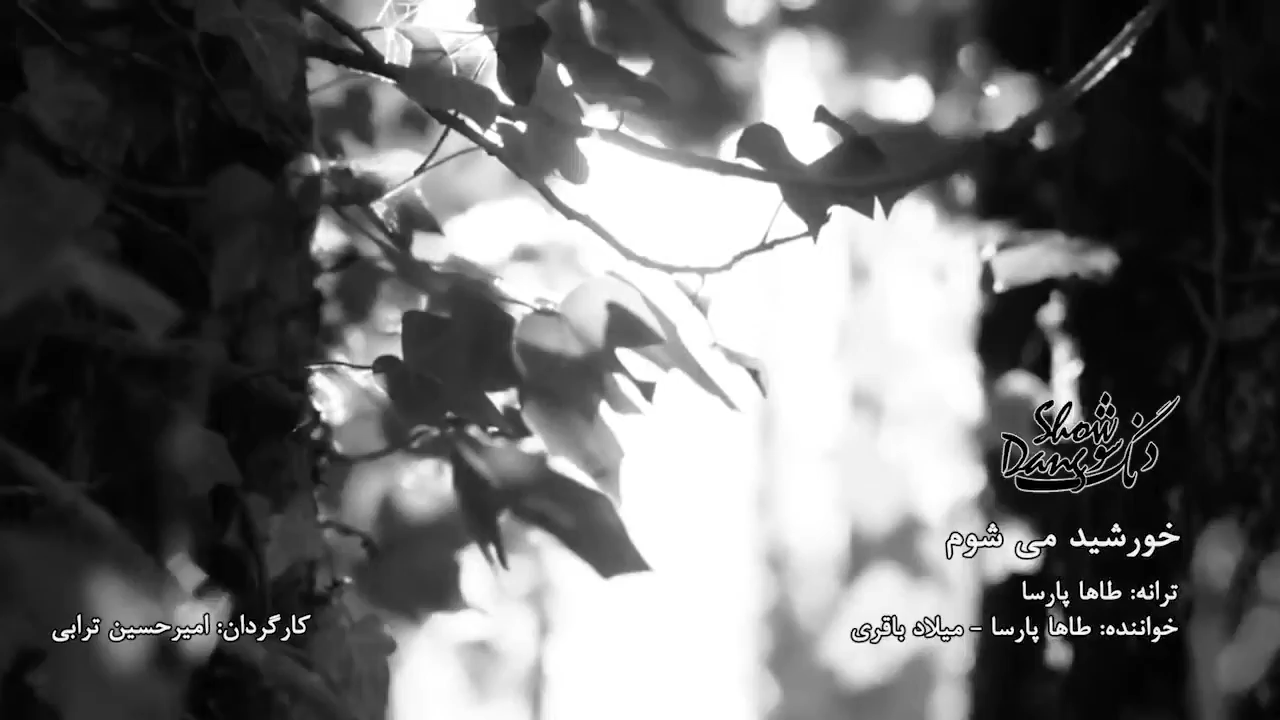 Show
Dang
دنگ شو
خورشید می شوم
ترانه: طاها پارسا
خواننده: طاها پارسا - میلاد باقری
کارگردان: امیرحسین ترابی